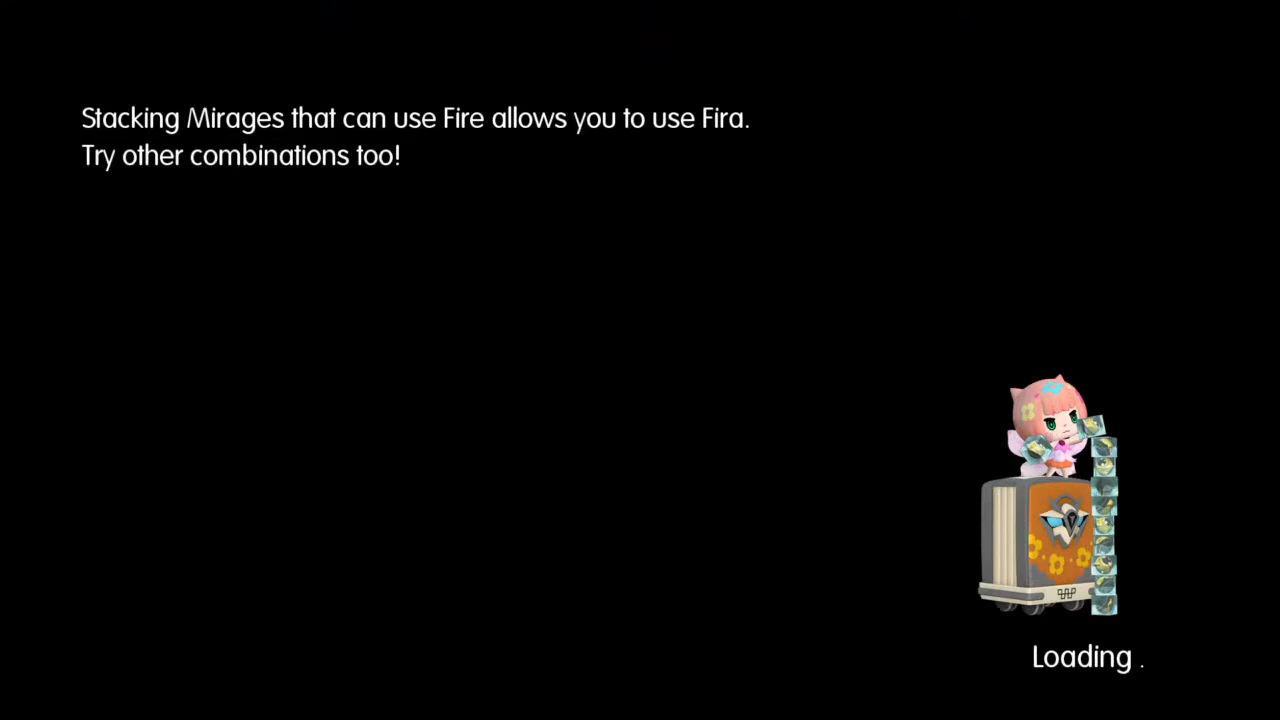 Stacking Mirages that can use Fire allows you to use Fira.
Try other combinations too!
Loading .